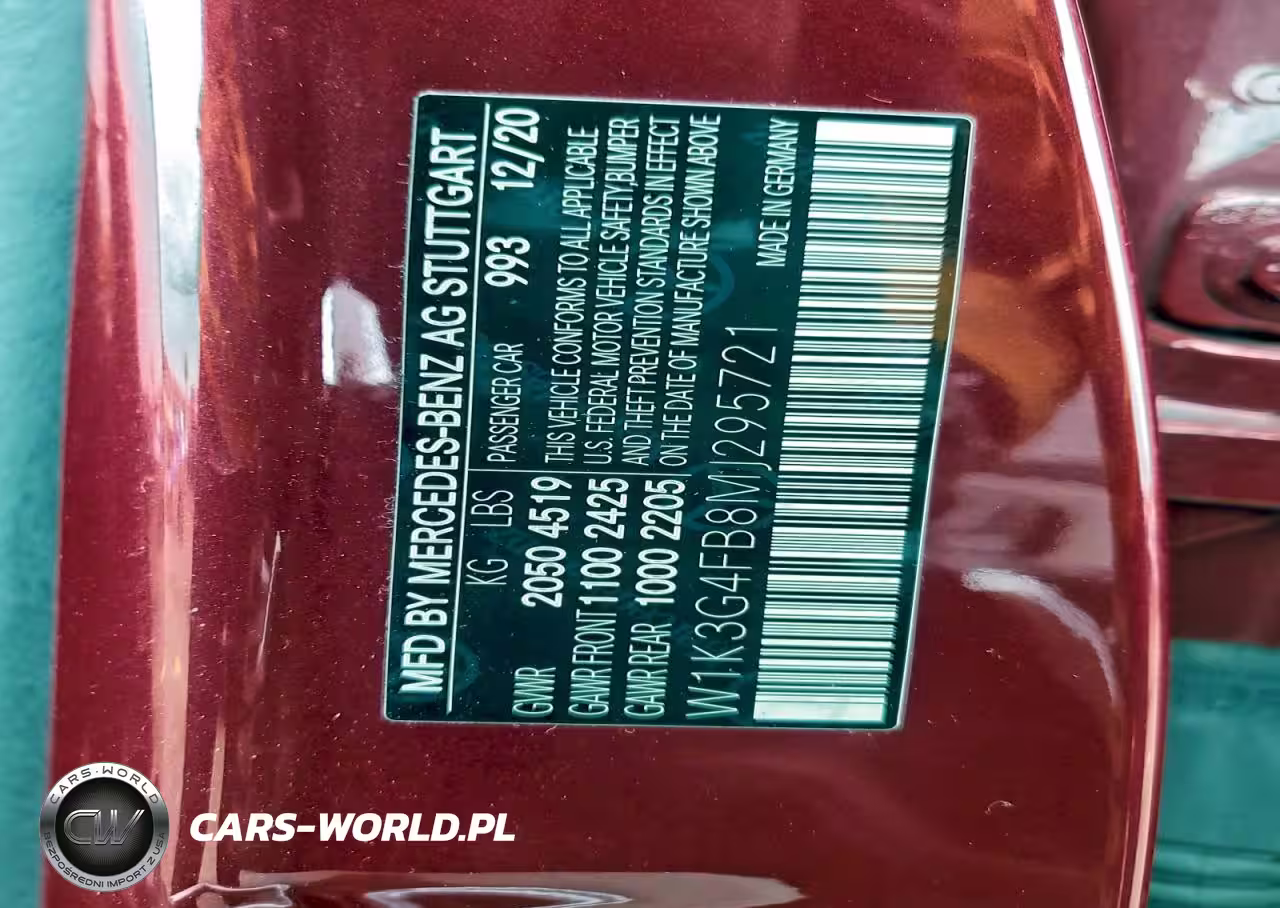 MFD BY MERCEDES-BENZ AG STUTTGART
KG LBS PASSENGER CAR 993 12/20
GVWR 2050 4519 THIS VEHICLE CONFORMS TO ALL APPLICABLE
GAWR FRONT 1100 2425 U.S. FEDERAL MOTOR VEHICLE SAFETY,BUMPER
GAWR REAR 1000 2205 AND THEFT PREVENTION STANDARDS IN EFFECT
ON THE DATE OF MANUFACTURE SHOWN ABOVE
W1K3G4FB8MJ295721 MADE IN GERMANY
CARS-WORLD
CW
BEZPOŚREDNI IMPORT Z USA
CARS-WORLD.PL